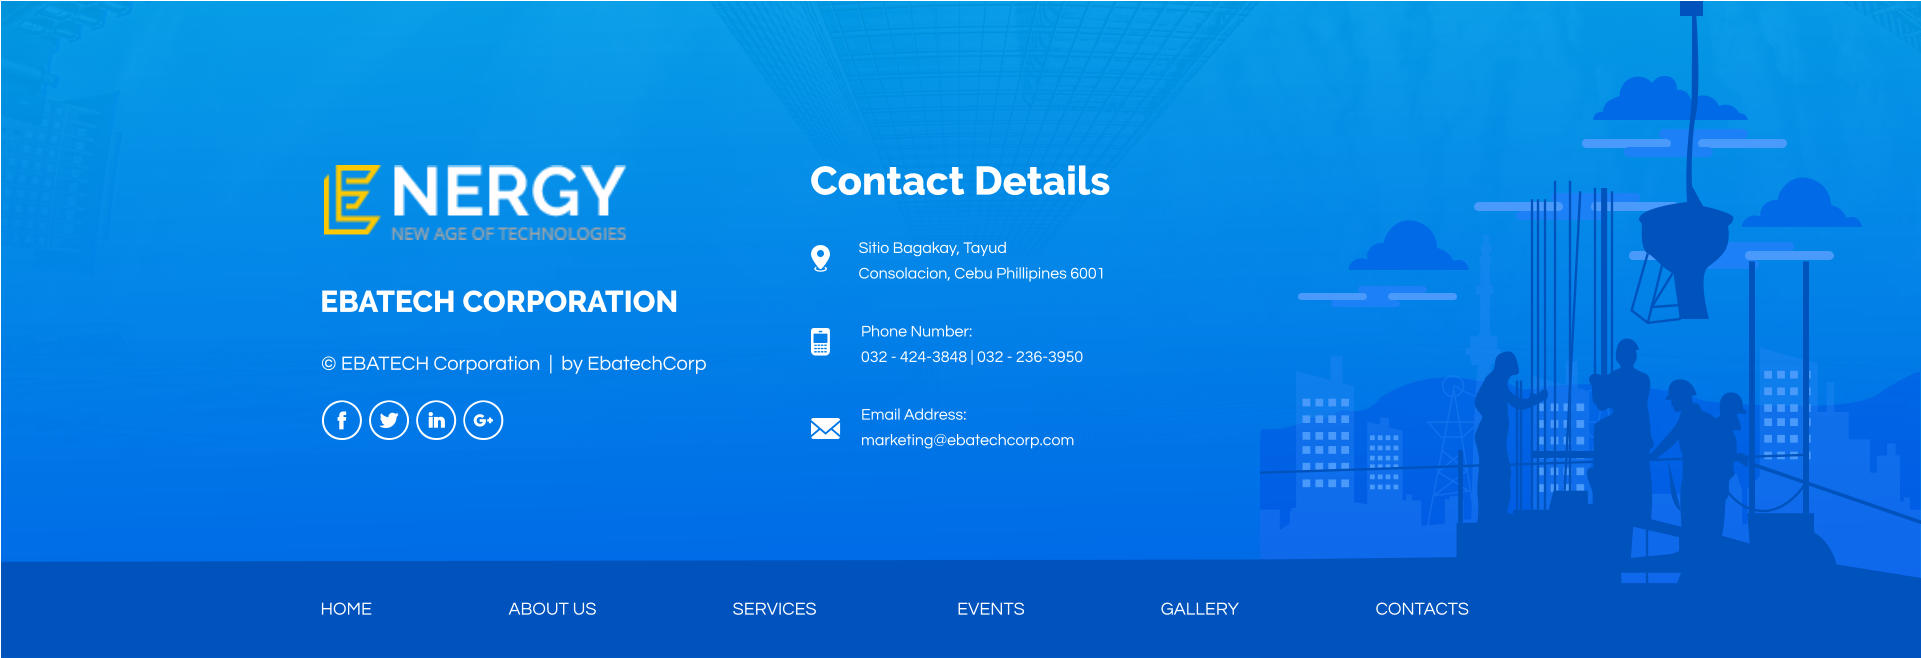 ENERGY
NEW AGE OF TECHNOLOGIES
EBATECH CORPORATION
© EBATECH Corporation | by EbatechCorp
Contact Details
Sitio Bagakay, Tayud
Consolacion, Cebu Phillipines 6001
Phone Number:
032 - 424-3848 | 032 - 236-3950
Email Address:
marketing@ebatechcorp.com
HOME ABOUT US SERVICES EVENTS GALLERY CONTACTS